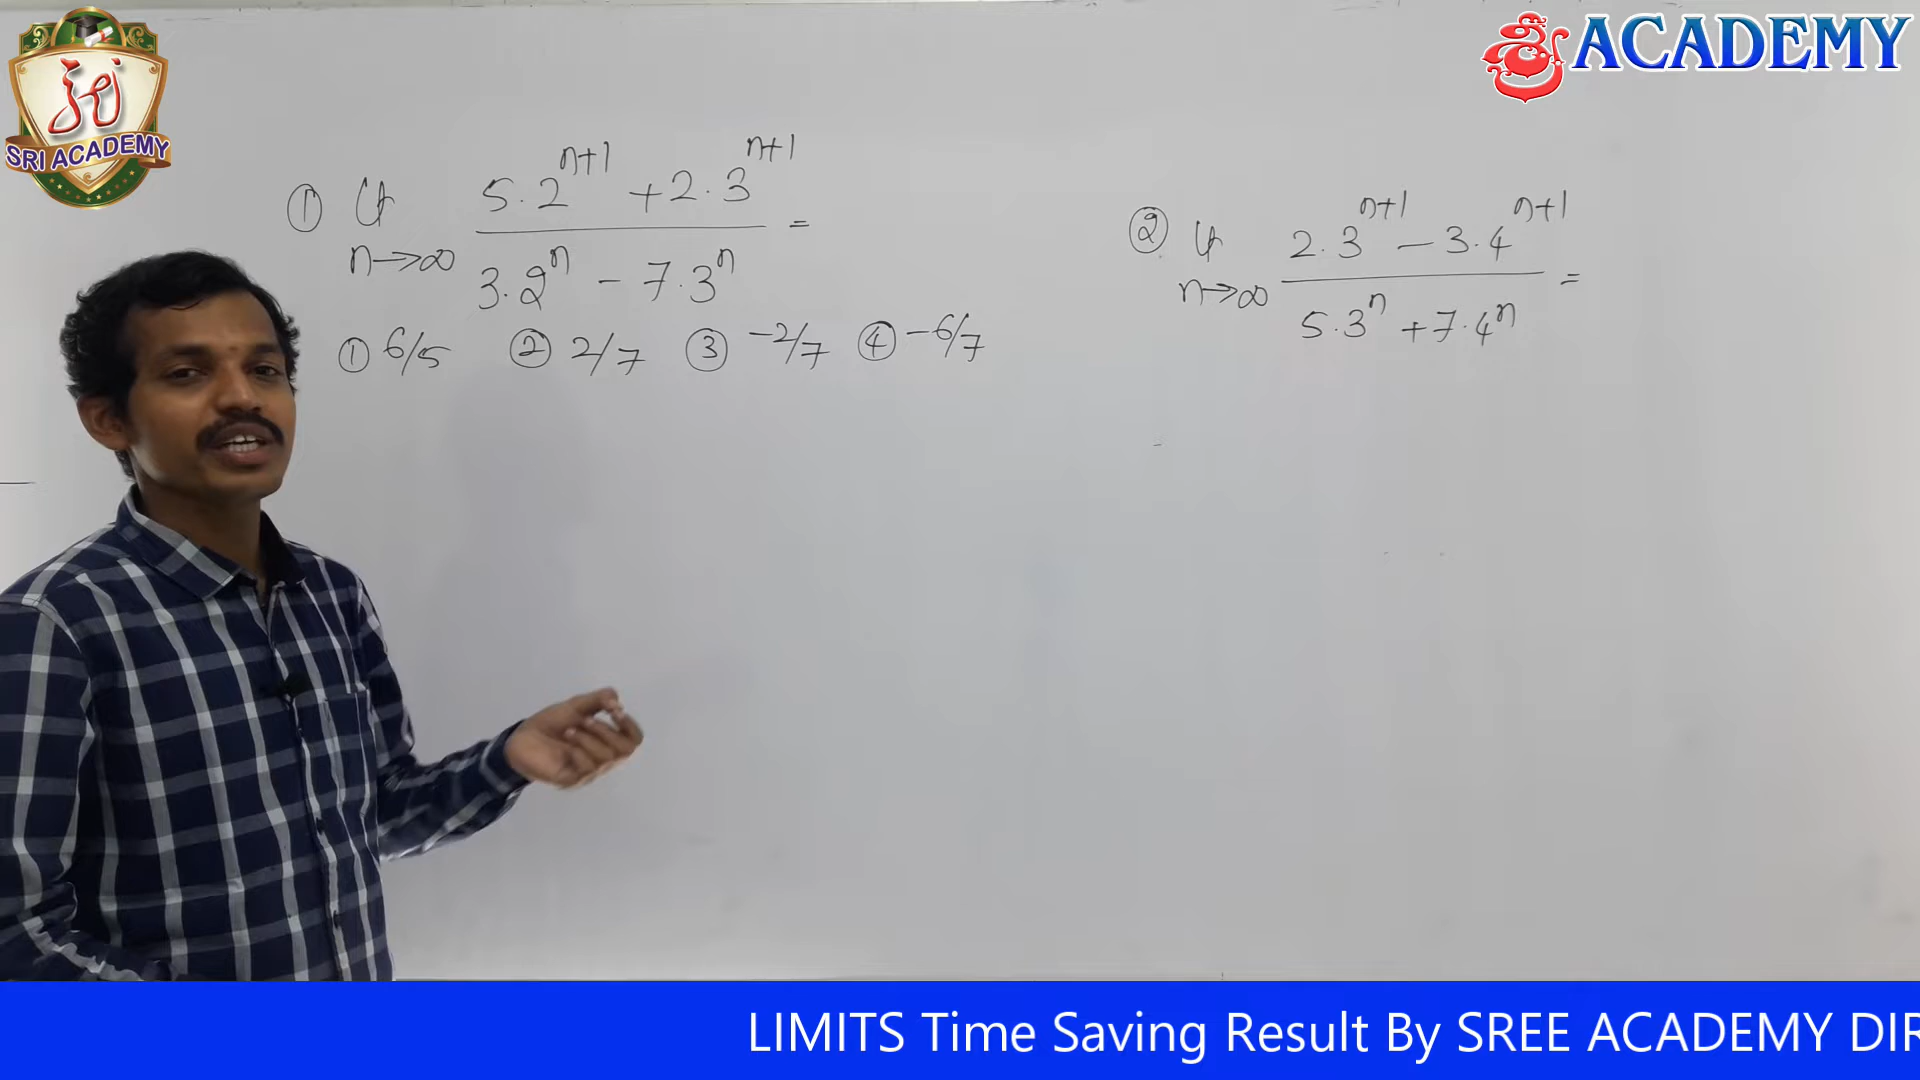 SRI ACADEMY
ACADEMY
① Lt n→∞ (5.2^(n+1) + 2.3^(n+1)) / (3.2^n - 7.3^n) =
① 6/5 ② 2/7 ③ -2/7 ④ -6/7
② Lt n→∞ (2.3^(n+1) - 3.4^(n+1)) / (5.3^n + 7.4^n) =
LIMITS Time Saving Result By SREE ACADEMY DIR